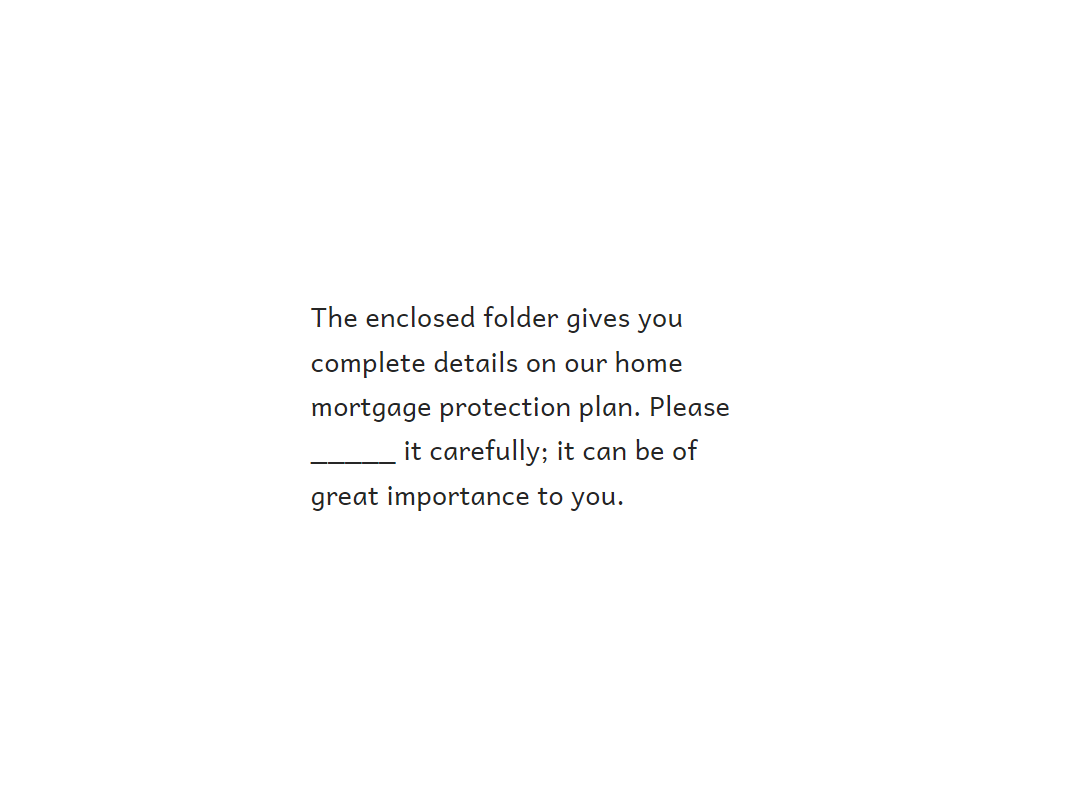 The enclosed folder gives you
complete details on our home
mortgage protection plan. Please
_____ it carefully; it can be of
great importance to you.